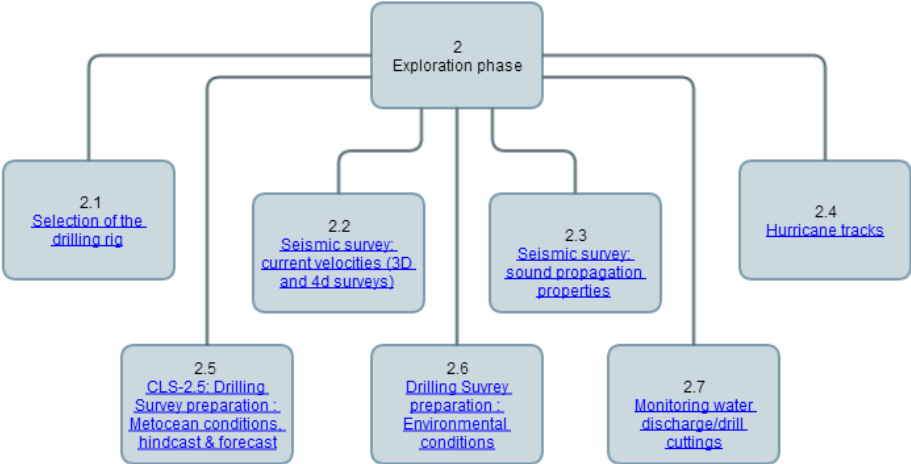 2
Exploration phase
2.1
Selection of the
drilling rig
2.2
Seismic survey:
current velocities (3D
and 4d surveys)
2.3
Seismic survey:
sound propagation
properties
2.4
Hurricane tracks
2.5
CLS-2.5: Drilling
Survey preparation :
Metocean conditions,
hindcast & forecast
2.6
Drilling Suvrey
preparation :
Environmental
conditions
2.7
Monitoring water
discharge/drill
cuttings